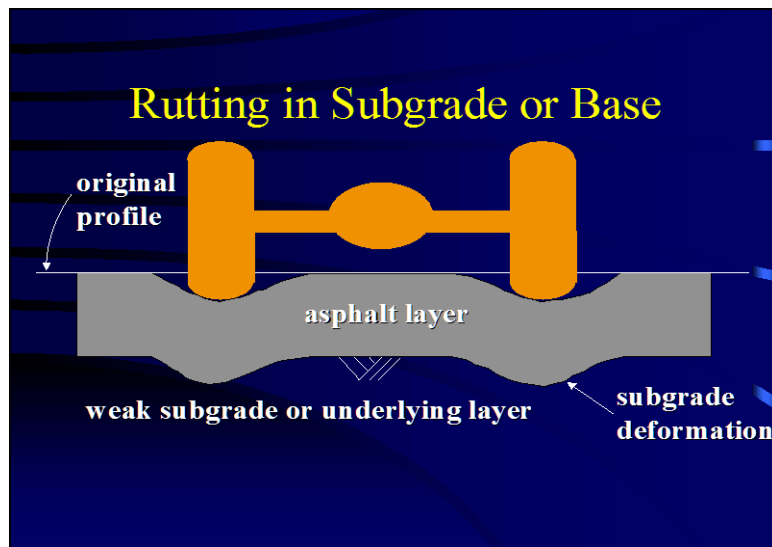 Rutting in Subgrade or Base
original
profile
asphalt layer
weak subgrade or underlying layer
subgrade
deformation